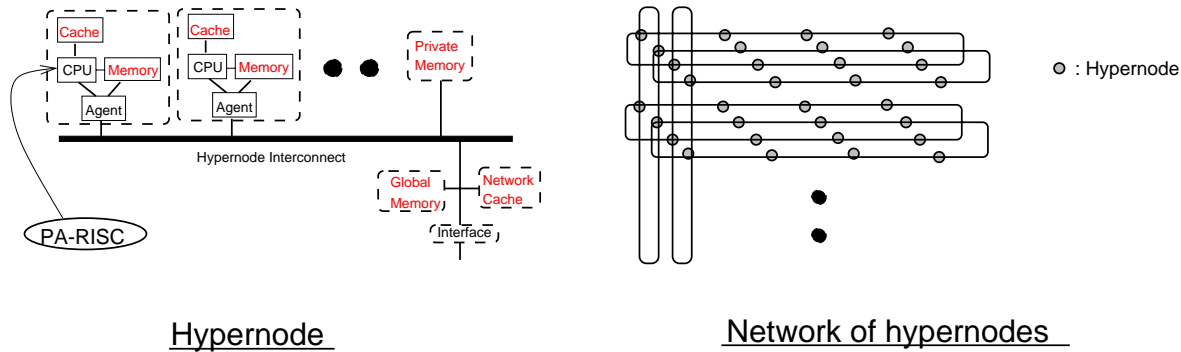 Cache
CPU
Memory
Agent
Cache
CPU
Memory
Agent
Private
Memory
Hypernode Interconnect
Global
Memory
Network
Cache
Interface
PA-RISC
Hypernode
: Hypernode
Network of hypernodes